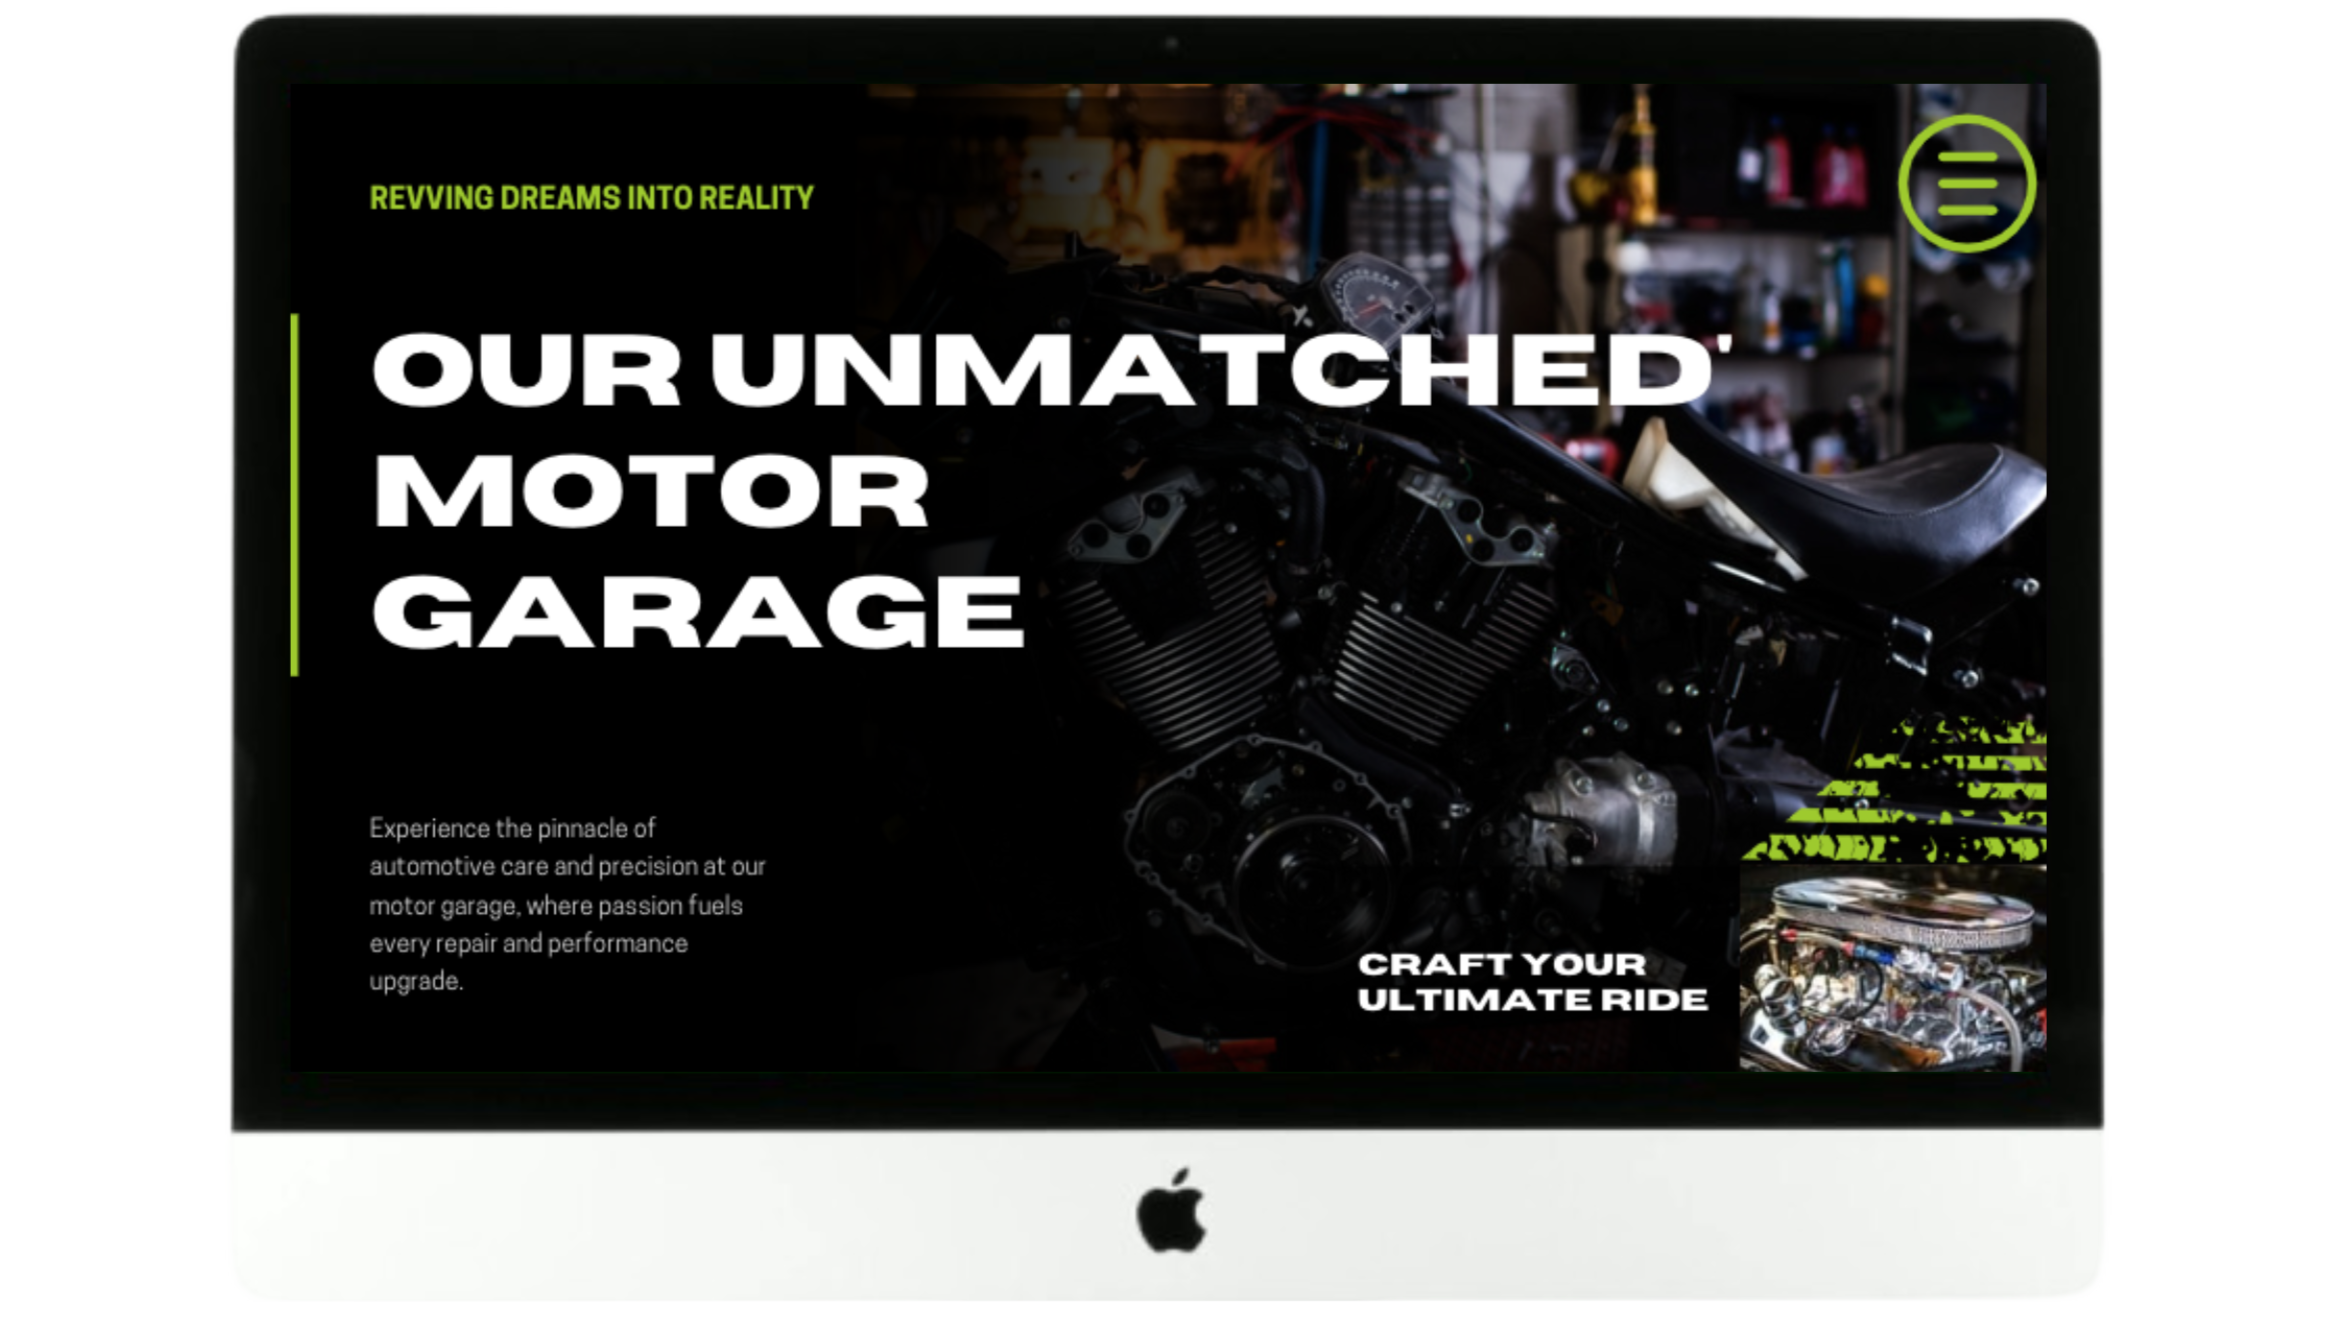 REVVING DREAMS INTO REALITY
OUR UNMATCHED'
MOTOR
GARAGE
Experience the pinnacle of
automotive care and precision at our
motor garage, where passion fuels
every repair and performance
upgrade.
CRAFT YOUR
ULTIMATE RIDE